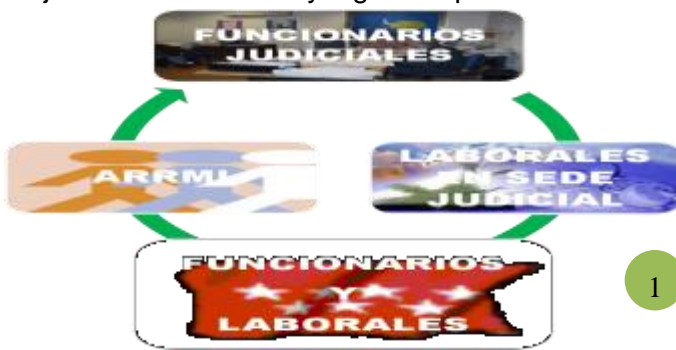 FUNCIONARIOS
JUDICIALES
ARRMI
LABORALES
EN SEDE
JUDICIAL
FUNCIONARIOS
Y
LABORALES
1